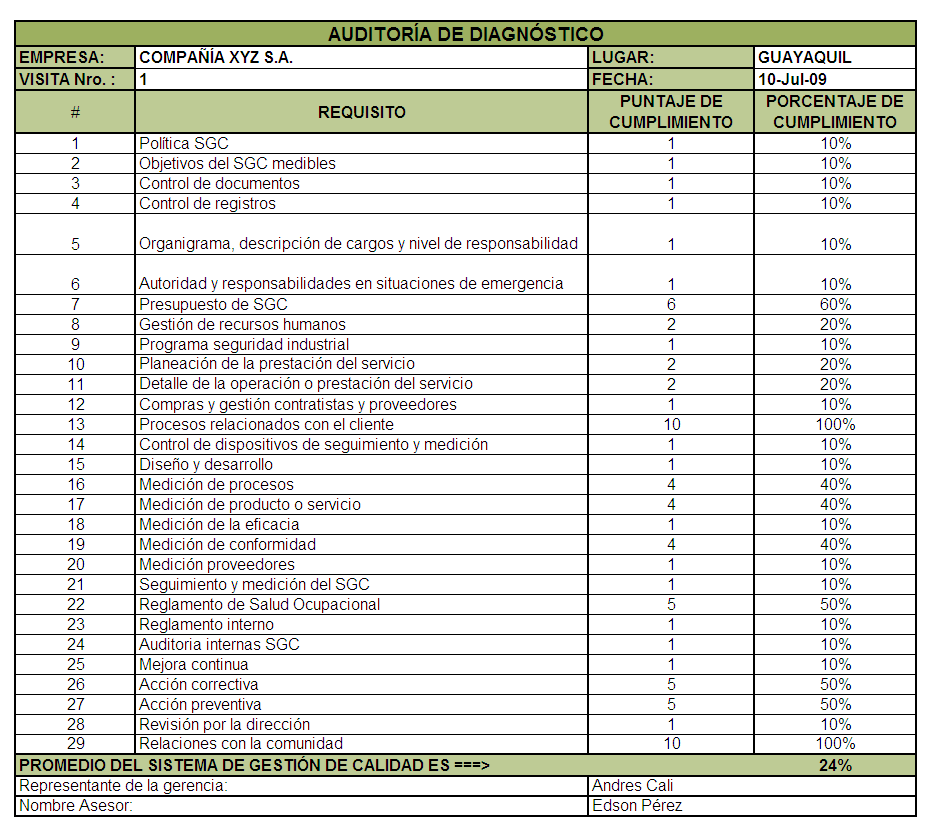 AUDITORÍA DE DIAGNÓSTICO
EMPRESA: COMPAÑÍA XYZ S.A. LUGAR: GUAYAQUIL
VISITA Nro. : 1 FECHA: 10-Jul-09
# REQUISITO PUNTAJE DE CUMPLIMIENTO PORCENTAJE DE CUMPLIMIENTO
1 Política SGC 1 10%
2 Objetivos del SGC medibles 1 10%
3 Control de documentos 1 10%
4 Control de registros 1 10%
5 Organigrama, descripción de cargos y nivel de responsabilidad 1 10%
6 Autoridad y responsabilidades en situaciones de emergencia 1 10%
7 Presupuesto de SGC 6 60%
8 Gestión de recursos humanos 2 20%
9 Programa seguridad industrial 1 10%
10 Planeación de la prestación del servicio 2 20%
11 Detalle de la operación o prestación del servicio 2 20%
12 Compras y gestión contratistas y proveedores 1 10%
13 Procesos relacionados con el cliente 10 100%
14 Control de dispositivos de seguimiento y medición 1 10%
15 Diseño y desarrollo 1 10%
16 Medición de procesos 4 40%
17 Medición de producto o servicio 4 40%
18 Medición de la eficacia 1 10%
19 Medición de conformidad 4 40%
20 Medición proveedores 1 10%
21 Seguimiento y medición del SGC 1 10%
22 Reglamento de Salud Ocupacional 5 50%
23 Reglamento interno 1 10%
24 Auditoria internas SGC 1 10%
25 Mejora continua 1 10%
26 Acción correctiva 5 50%
27 Acción preventiva 5 50%
28 Revisión por la dirección 1 10%
29 Relaciones con la comunidad 10 100%
PROMEDIO DEL SISTEMA DE GESTIÓN DE CALIDAD ES ===> 24%
Representante de la gerencia: Andres Cali
Nombre Asesor: Edson Pérez